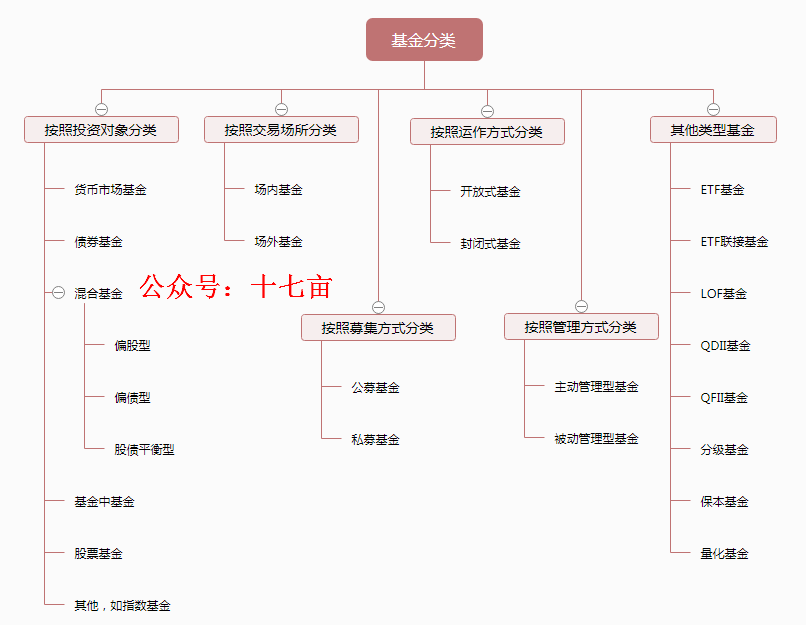 基金分类
按照投资对象分类
货币市场基金
债券基金
混合基金
偏股型
偏债型
股债平衡型
基金中基金
股票基金
其他，如指数基金
公众号：十七亩
按照交易场所分类
场内基金
场外基金
按照募集方式分类
公募基金
私募基金
按照运作方式分类
开放式基金
封闭式基金
按照管理方式分类
主动管理型基金
被动管理型基金
其他类型基金
ETF基金
ETF联接基金
LOF基金
QDII基金
QFII基金
分级基金
保本基金
量化基金